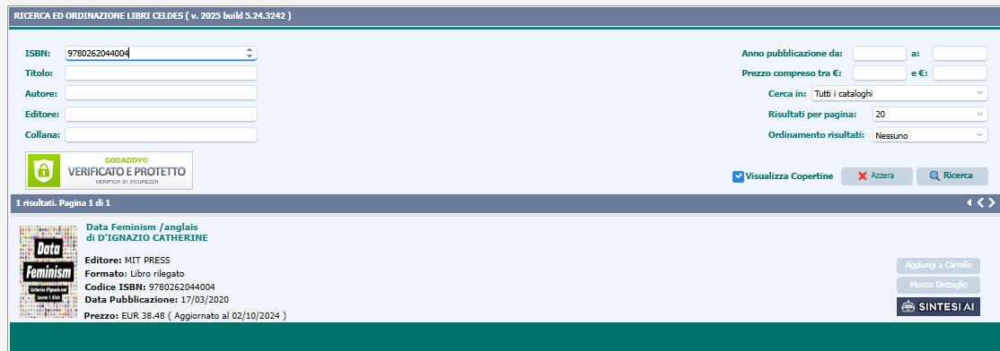 RICERCA ED ORDINAZIONE LIBRI CELDES ( v. 2025 build 5.24.3242 )
ISBN: 9780262044004
Anno pubblicazione da: a:
Titolo:
Prezzo compreso tra €: e €:
Autore:
Cerca in: Tutti i cataloghi
Editore:
Risultati per pagina: 20
Collana:
Ordinamento risultati: Nessuno
GODADDY®
VERIFICATO E PROTETTO
VERIFICA DI SICUREZZA
Visualizza Copertine
Azzera
Ricerca
1 risultati. Pagina 1 di 1
Data Feminism /anglais
di D'IGNAZIO CATHERINE
Data
Feminism
Catherine D'Ignazio and
Lauren F. Klein
Editore: MIT PRESS
Formato: Libro rilegato
Codice ISBN: 9780262044004
Data Pubblicazione: 17/03/2020
Prezzo: EUR 38.48 ( Aggiornato al 02/10/2024 )
Aggiungi a Carrello
Mostra Dettaglio
SINTESI AI